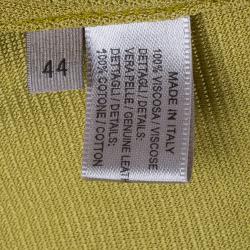 44
MADE IN ITALY
100% VISCOSA / VISCOSE
DETTAGLI / DETAILS:
VERA PELLE / GENUINE LEAT
DETTAGLI / DETAILS:
100% COTONE / COTTON